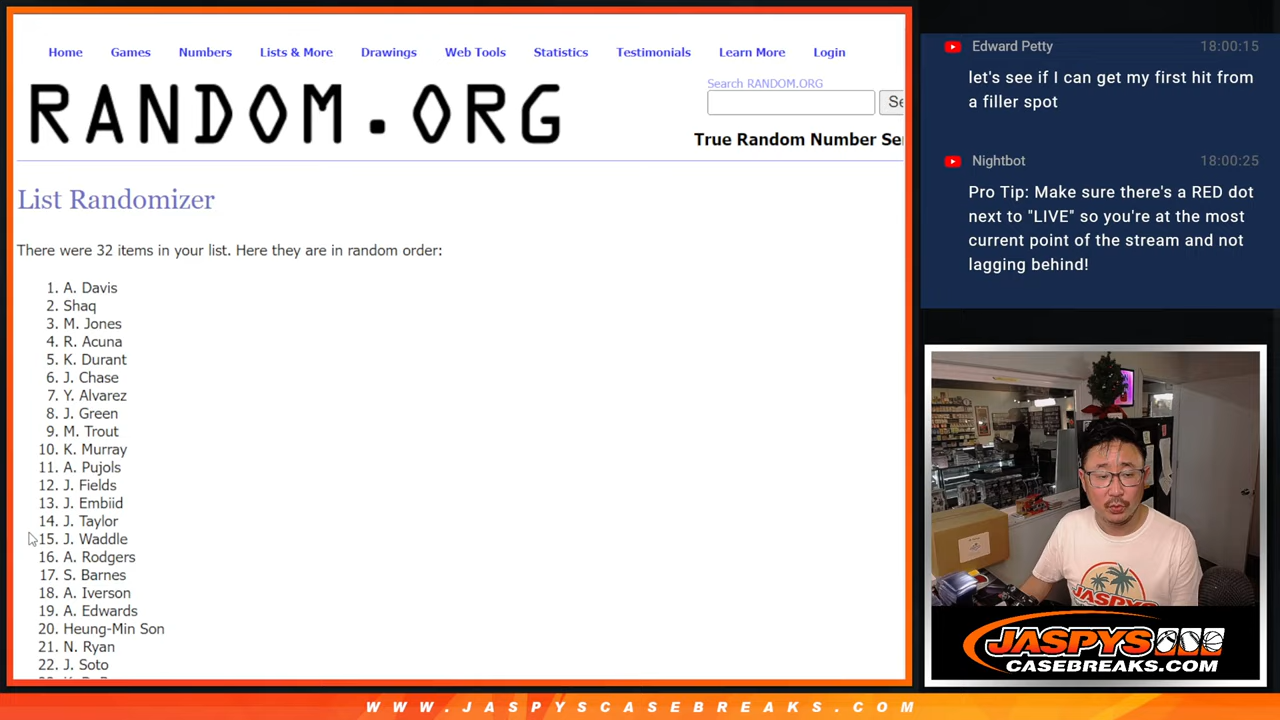 Home Games Numbers Lists & More Drawings Web Tools Statistics Testimonials Learn More Login
RANDOM.ORG
Search RANDOM.ORG
Se
True Random Number Se
List Randomizer
There were 32 items in your list. Here they are in random order:
1. A. Davis
2. Shaq
3. M. Jones
4. R. Acuna
5. K. Durant
6. J. Chase
7. Y. Alvarez
8. J. Green
9. M. Trout
10. K. Murray
11. A. Pujols
12. J. Fields
13. J. Embiid
14. J. Taylor
15. J. Waddle
16. A. Rodgers
17. S. Barnes
18. A. Iverson
19. A. Edwards
20. Heung-Min Son
21. N. Ryan
22. J. Soto
Edward Petty 18:00:15
let's see if I can get my first hit from
a filler spot
Nightbot 18:00:25
Pro Tip: Make sure there's a RED dot
next to "LIVE" so you're at the most
current point of the stream and not
lagging behind!
JASPYS
CASEBREAKS.COM
WWW.JASPYSCASEBREAKS.COM